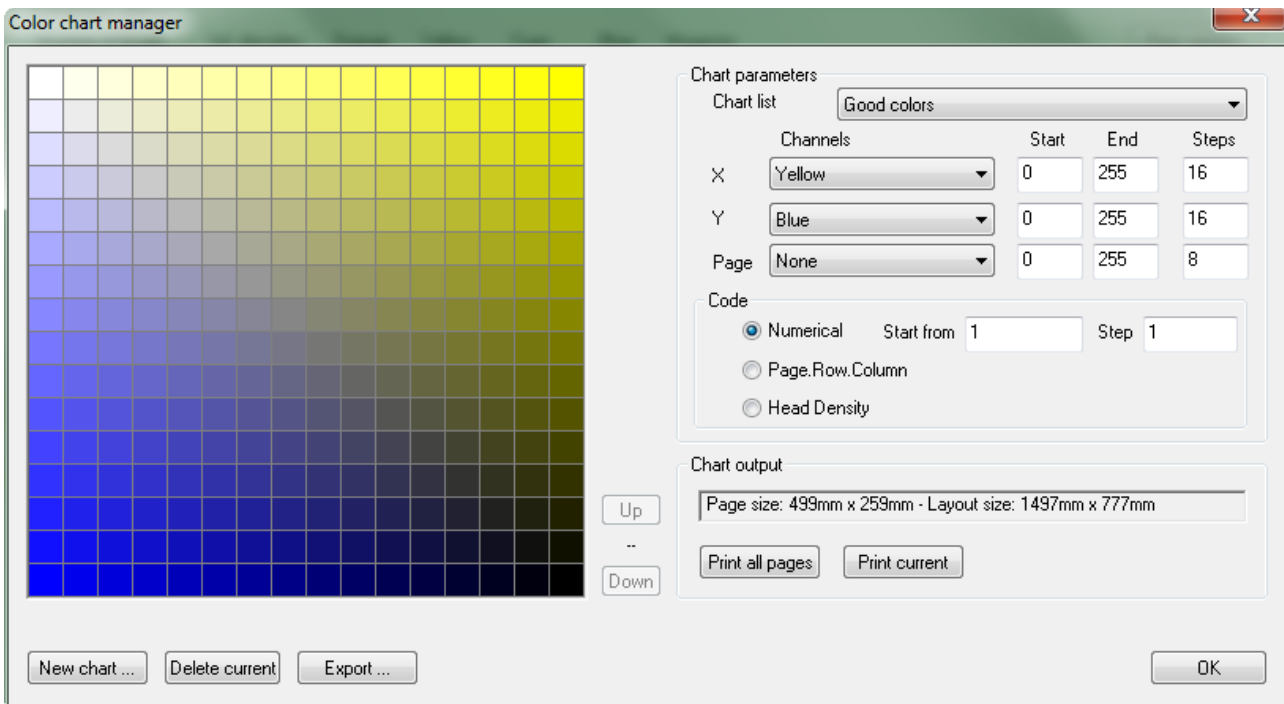 Color chart manager
Chart parameters
Chart list Good colors
Channels Start End Steps
X Yellow 0 255 16
Y Blue 0 255 16
Page None 0 255 8
Code
Numerical Start from 1 Step 1
Page.Row.Column
Head Density
Chart output
Page size: 499mm x 259mm - Layout size: 1497mm x 777mm
Up
--
Down
Print all pages Print current
New chart ... Delete current Export ... OK